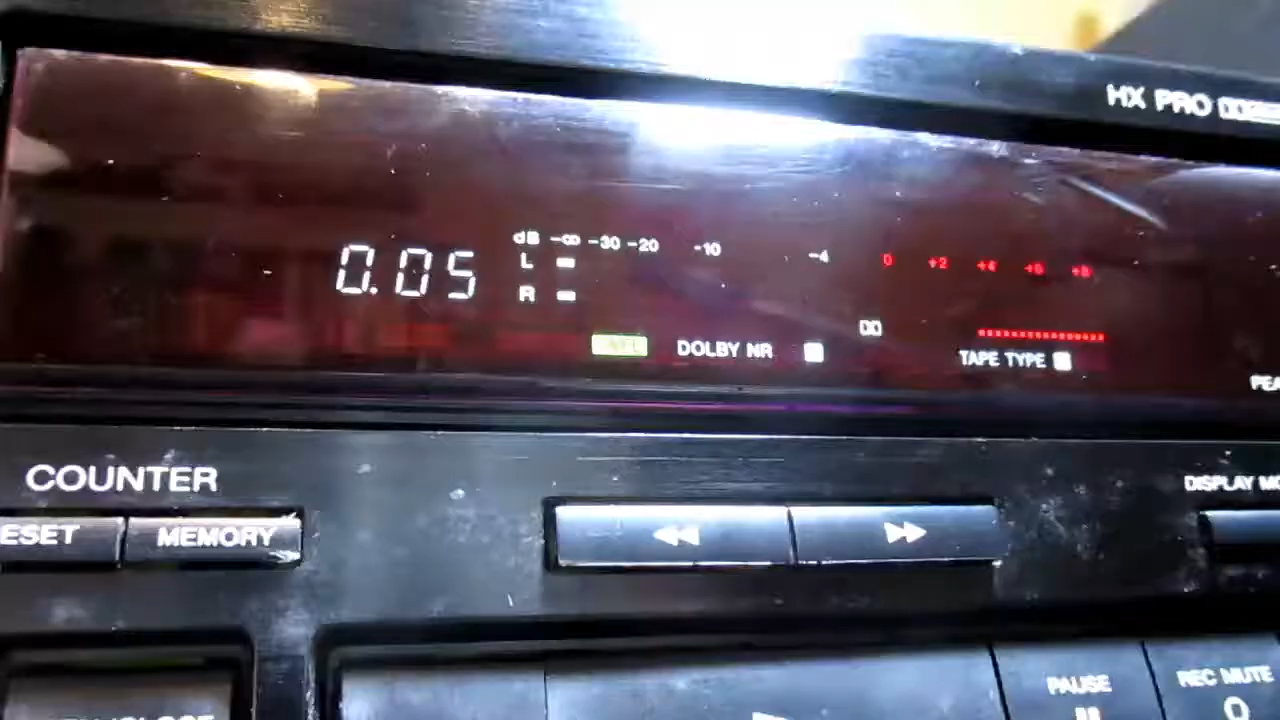 HX PRO
dB -∞ -30 -20 -10 -4 0 +2 +4 +6 +8
0.05
L
R
DOLBY NR
TAPE TYPE
COUNTER
MEMORY
DISPLAY
PAUSE
REC MUTE